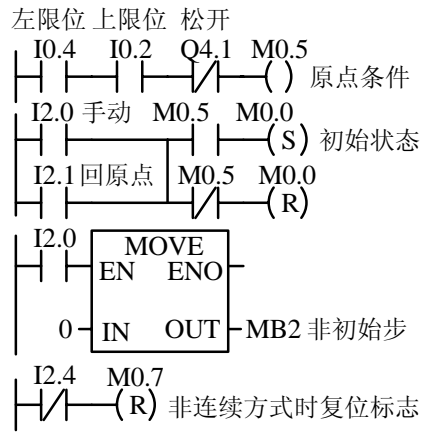 左限位 上限位 松开
I0.4 I0.2 Q4.1 M0.5
( ) 原点条件
I2.0 手动 M0.5 M0.0
(S) 初始状态
I2.1 回原点 M0.5 M0.0
(R)
I2.0 MOVE
EN ENO
0 IN OUT MB2 非初始步
I2.4 M0.7
(R) 非连续方式时复位标志